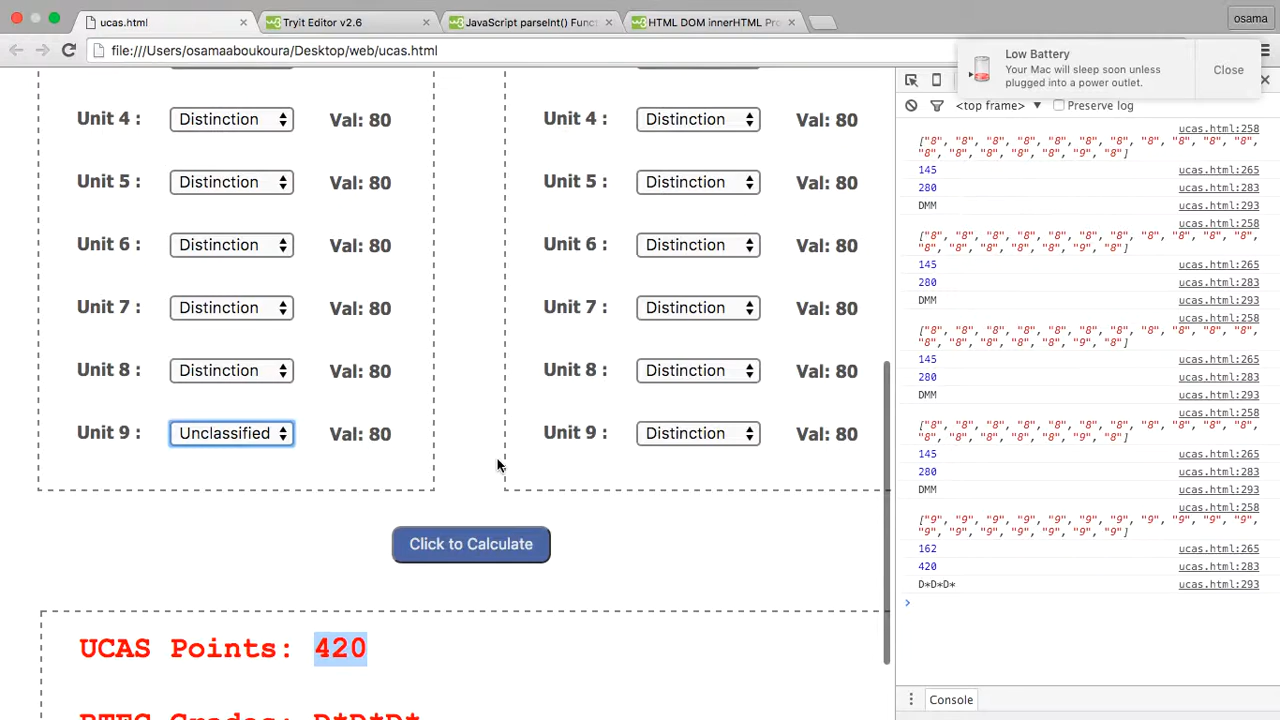 ucas.html
Tryit Editor v2.6
JavaScript parseInt() Func
HTML DOM innerHTML Pro
osama
file:///Users/osamaaboukoura/Desktop/web/ucas.html
Low Battery
Your Mac will sleep soon unless
plugged into a power outlet.
Close
<top frame>
Preserve log
Unit 4 : Distinction Val: 80
Unit 5 : Distinction Val: 80
Unit 6 : Distinction Val: 80
Unit 7 : Distinction Val: 80
Unit 8 : Distinction Val: 80
Unit 9 : Unclassified Val: 80
Unit 4 : Distinction Val: 80
Unit 5 : Distinction Val: 80
Unit 6 : Distinction Val: 80
Unit 7 : Distinction Val: 80
Unit 8 : Distinction Val: 80
Unit 9 : Distinction Val: 80
Click to Calculate
UCAS Points: 420
ucas.html:258
["8", "8", "8", "8", "8", "8", "8", "8", "8", "8", "8",
"8", "8", "8", "8", "8", "9", "8"]
145 ucas.html:265
280 ucas.html:283
DMM ucas.html:293
ucas.html:258
["8", "8", "8", "8", "8", "8", "8", "8", "8", "8", "8",
"8", "8", "8", "8", "8", "9", "8"]
145 ucas.html:265
280 ucas.html:283
DMM ucas.html:293
ucas.html:258
["8", "8", "8", "8", "8", "8", "8", "8", "8", "8", "8",
"8", "8", "8", "8", "8", "9", "8"]
145 ucas.html:265
280 ucas.html:283
DMM ucas.html:293
ucas.html:258
["8", "8", "8", "8", "8", "8", "8", "8", "8", "8", "8",
"8", "8", "8", "8", "8", "9", "8"]
145 ucas.html:265
280 ucas.html:283
DMM ucas.html:293
ucas.html:258
["9", "9", "9", "9", "9", "9", "9", "9", "9", "9", "9",
"9", "9", "9", "9", "9", "9", "9"]
162 ucas.html:265
420 ucas.html:283
D*D*D* ucas.html:293
Console